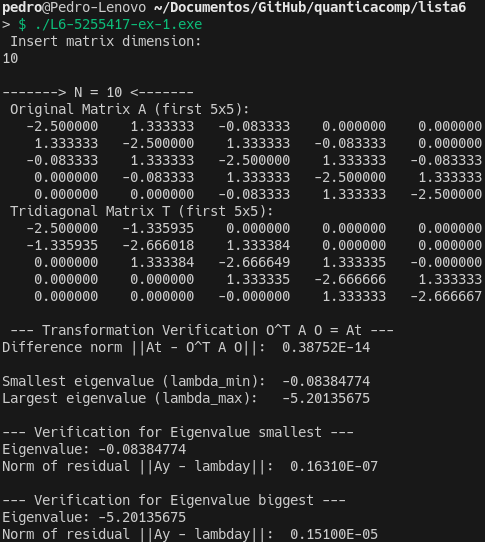 pedro@Pedro-Lenovo ~/Documentos/GitHub/quanticacomp/lista6
> $ ./L6-5255417-ex-1.exe
Insert matrix dimension:
10
-------> N = 10 <-------
Original Matrix A (first 5x5):
-2.500000 1.333333 -0.083333 0.000000 0.000000
1.333333 -2.500000 1.333333 -0.083333 0.000000
-0.083333 1.333333 -2.500000 1.333333 -0.083333
0.000000 -0.083333 1.333333 -2.500000 1.333333
0.000000 0.000000 -0.083333 1.333333 -2.500000
Tridiagonal Matrix T (first 5x5):
-2.500000 -1.335935 0.000000 0.000000 0.000000
-1.335935 -2.666018 1.333384 0.000000 0.000000
0.000000 1.333384 -2.666649 1.333335 -0.000000
0.000000 0.000000 1.333335 -2.666666 1.333333
0.000000 0.000000 -0.000000 1.333333 -2.666667
--- Transformation Verification O^T A O = At ---
Difference norm ||At - O^T A O||: 0.38752E-14
Smallest eigenvalue (lambda_min): -0.08384774
Largest eigenvalue (lambda_max): -5.20135675
--- Verification for Eigenvalue smallest ---
Eigenvalue: -0.08384774
Norm of residual ||Ay - lambday||: 0.16310E-07
--- Verification for Eigenvalue biggest ---
Eigenvalue: -5.20135675
Norm of residual ||Ay - lambday||: 0.15100E-05